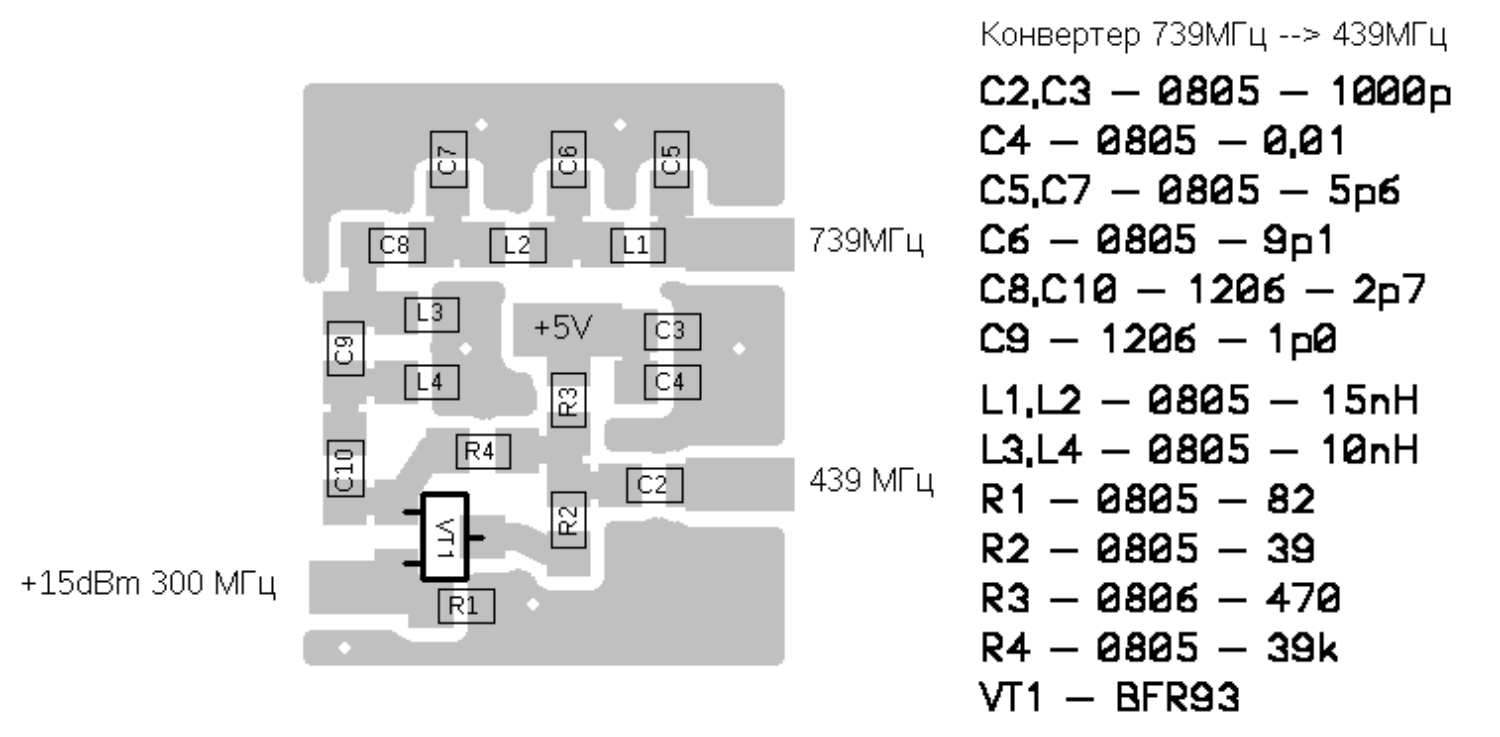 Конвертер 739МГц --> 439МГц
C2,C3 — 0805 — 1000p
C4 — 0805 — 0,01
C5,C7 — 0805 — 5p6
C6 — 0805 — 9p1
C8,C10 — 1206 — 2p7
C9 — 1206 — 1p0
L1,L2 — 0805 — 15nH
L3,L4 — 0805 — 10nH
R1 — 0805 — 82
R2 — 0805 — 39
R3 — 0806 — 470
R4 — 0805 — 39k
VT1 — BFR93
C7
C6
C5
C8
L2
L1
739МГц
L3
+5V
C3
C9
L4
R3
C4
R4
C10
C2
439 МГц
R2
VT1
+15dBm 300 МГц
R1